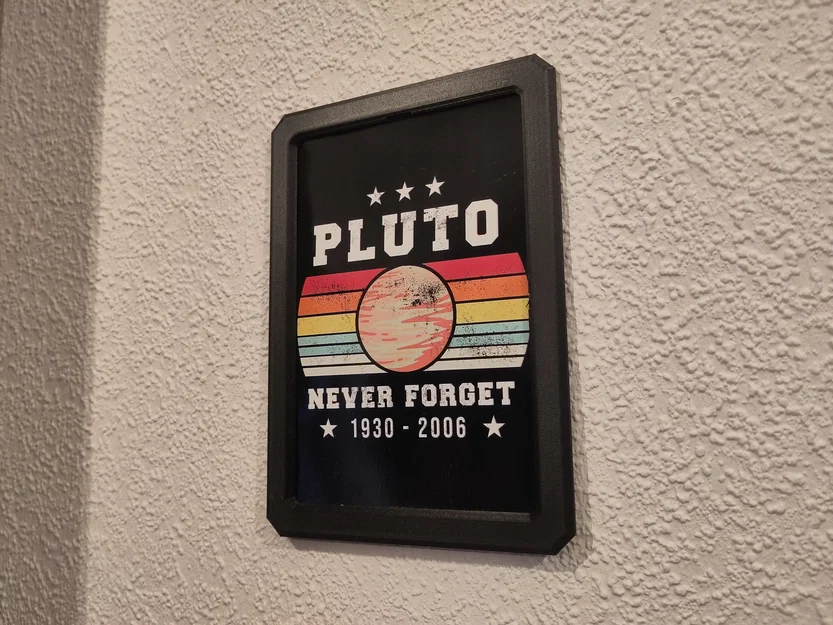 PLUTO
NEVER FORGET
1930 - 2006